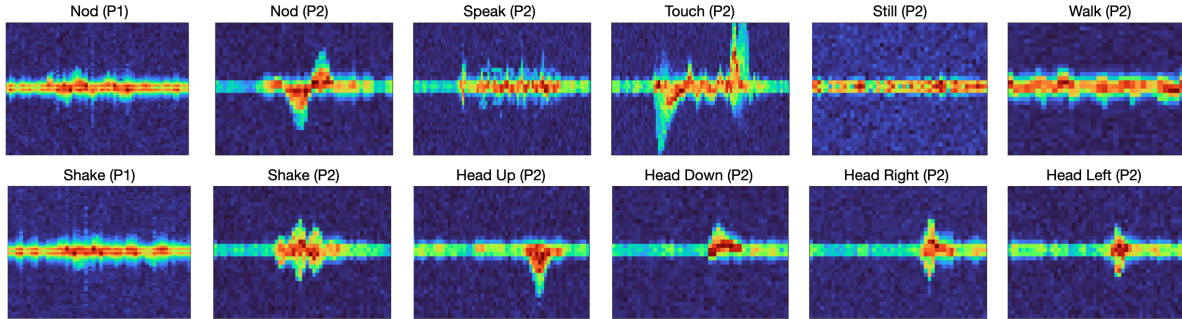 Nod (P1) Nod (P2) Speak (P2) Touch (P2) Still (P2) Walk (P2)
Shake (P1) Shake (P2) Head Up (P2) Head Down (P2) Head Right (P2) Head Left (P2)